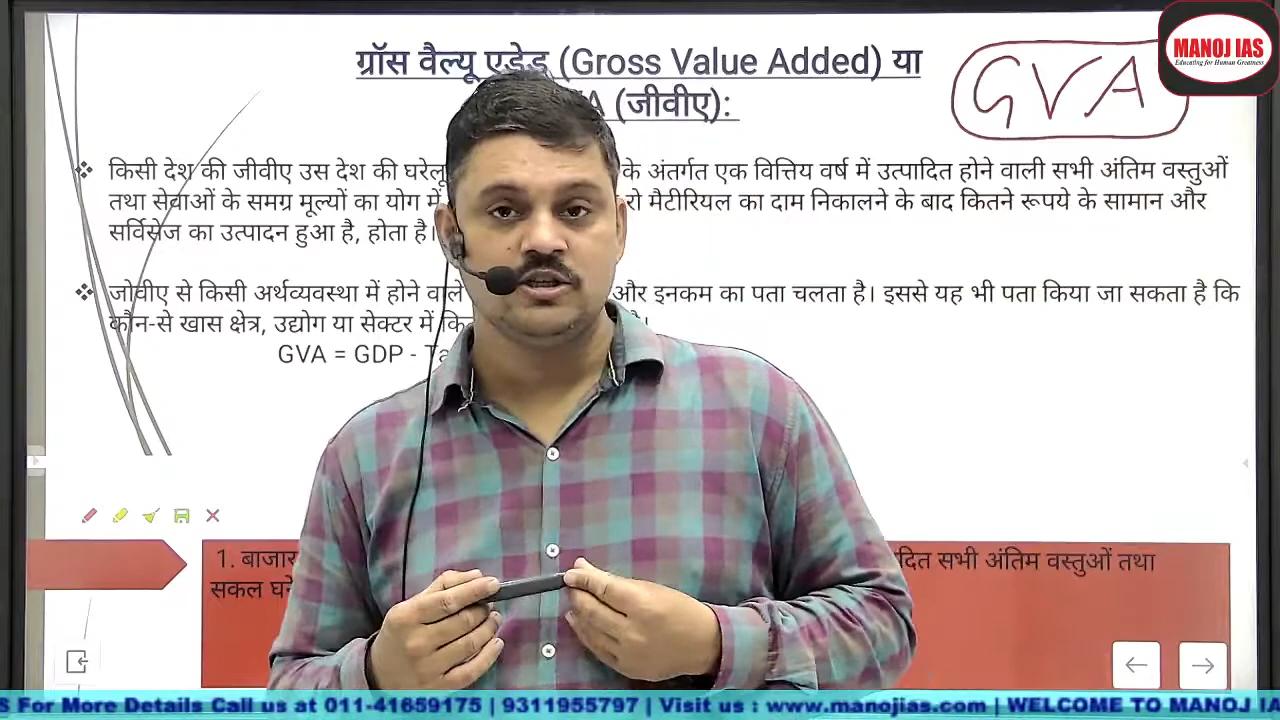 ग्रॉस वैल्यू एडेड (Gross Value Added) या
(जीवीए):
GVA
MANOJ IAS
Educating for Human Greatness
किसी देश की जीवीए उस देश की घरेलू के अंतर्गत एक वित्तिय वर्ष में उत्पादित होने वाली सभी अंतिम वस्तुओं
तथा सेवाओं के समग्र मूल्यों का योग में रो मैटीरियल का दाम निकालने के बाद कितने रूपये के सामान और
सर्विसेज का उत्पादन हुआ है, होता है।
जोवीए से किसी अर्थव्यवस्था में होने वाले और इनकम का पता चलता है। इससे यह भी पता किया जा सकता है कि
कौन-से खास क्षेत्र, उद्योग या सेक्टर में
GVA = GDP -
1. सभी अंतिम वस्तुओं तथा
सकल
S For More Details Call us at 011-41659175 | 9311955797 | Visit us : www.manojias.com | WELCOME TO MANOJ IA